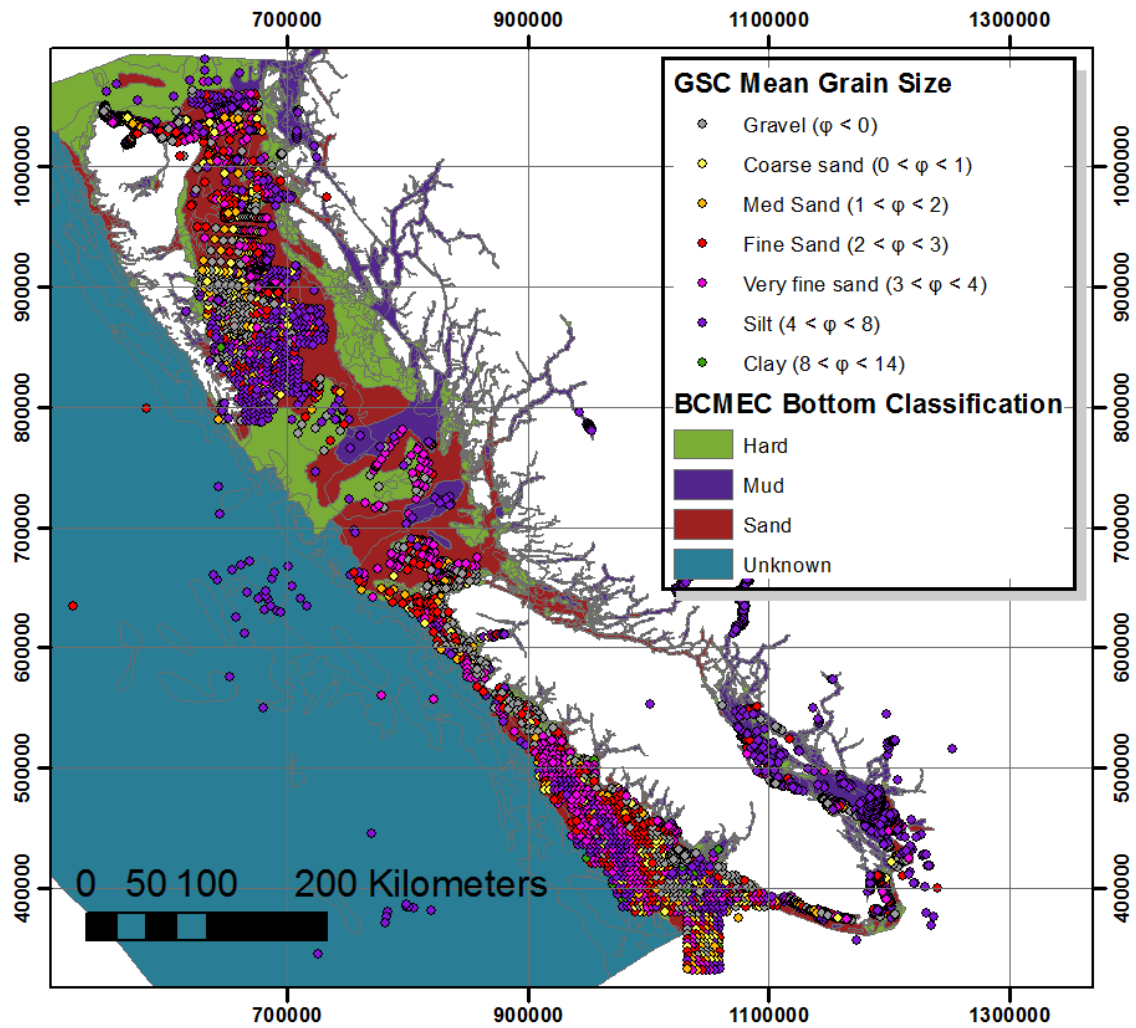 700000 900000 1100000 1300000
GSC Mean Grain Size
Gravel (φ < 0)
Coarse sand (0 < φ < 1)
Med Sand (1 < φ < 2)
Fine Sand (2 < φ < 3)
Very fine sand (3 < φ < 4)
Silt (4 < φ < 8)
Clay (8 < φ < 14)
BCMEC Bottom Classification
Hard
Mud
Sand
Unknown
1000000 1000000
900000 900000
800000 800000
700000 700000
600000 600000
500000 500000
400000 400000
0 50 100 200 Kilometers
700000 900000 1100000 1300000